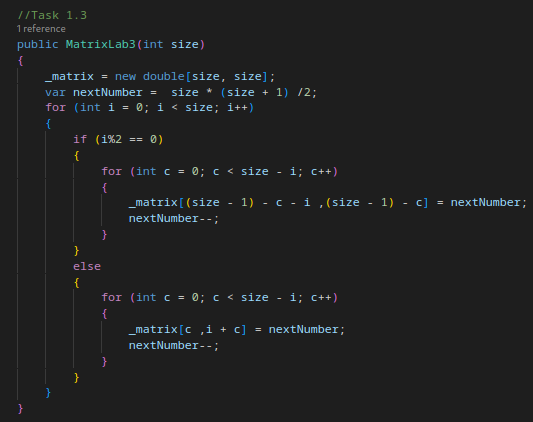 //Task 1.3
1 reference
public MatrixLab3(int size)
{
    _matrix = new double[size, size];
    var nextNumber =  size * (size + 1) /2;
    for (int i = 0; i < size; i++)
    {
        if (i%2 == 0)
        {
            for (int c = 0; c < size - i; c++)
            {
                _matrix[(size - 1) - c - i ,(size - 1) - c] = nextNumber;
                nextNumber--;
            }
        }
        else
        {
            for (int c = 0; c < size - i; c++)
            {
                _matrix[c ,i + c] = nextNumber;
                nextNumber--;
            }
        }
    }
}